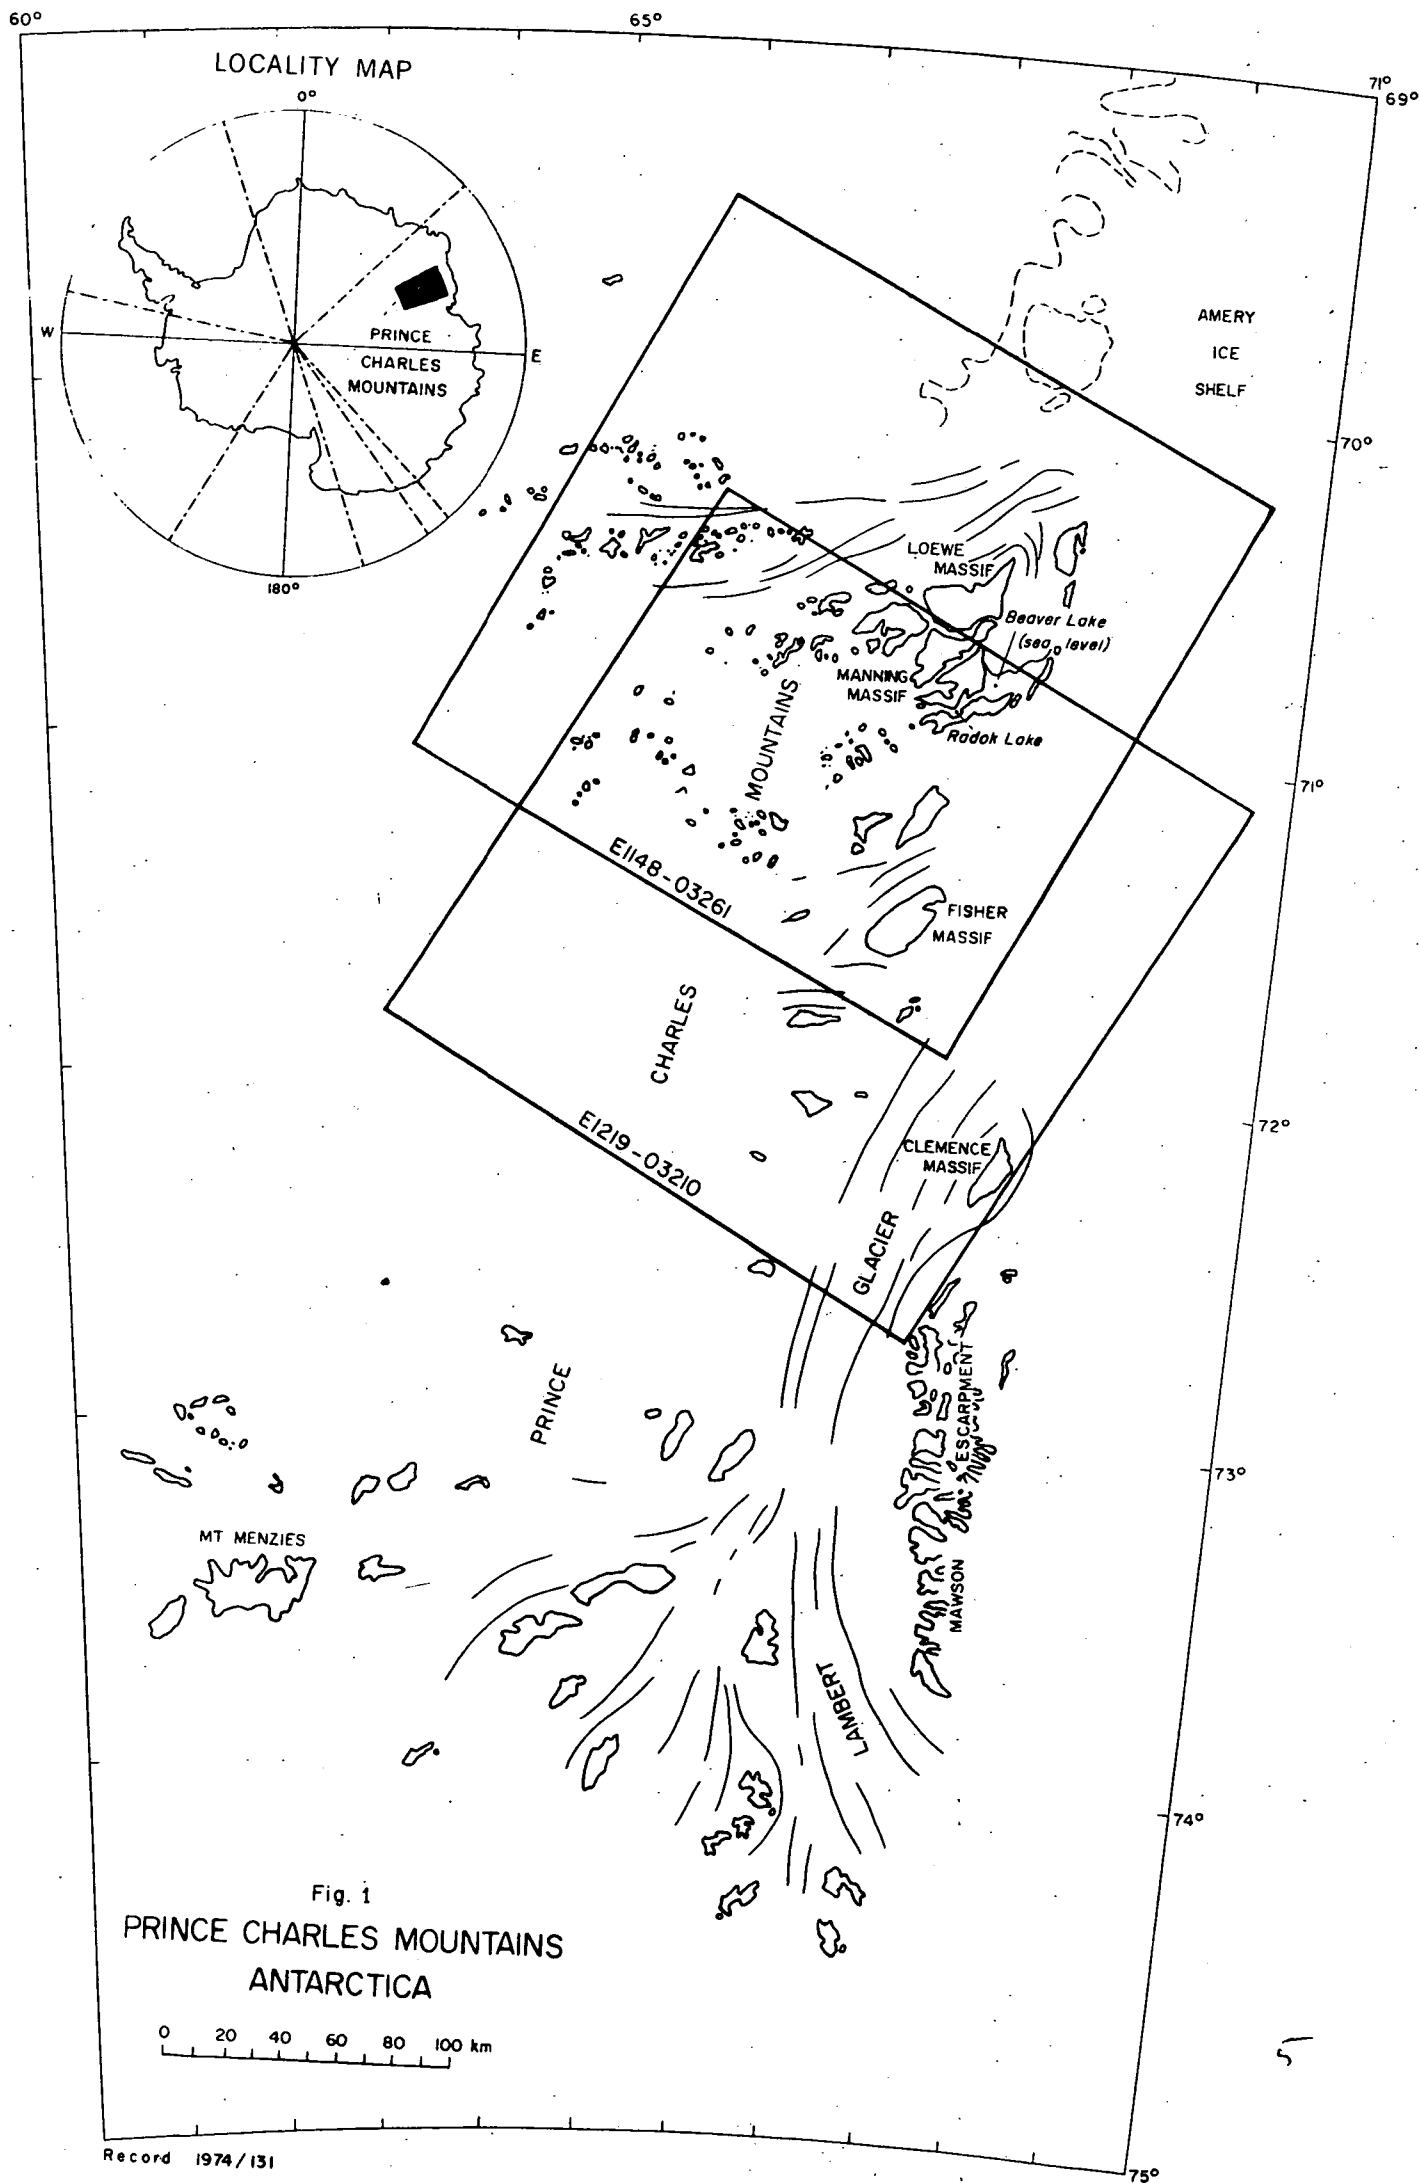 60°
65°
71°
69°
LOCALITY MAP
0°
W
E
PRINCE
CHARLES
MOUNTAINS
180°
AMERY
ICE
SHELF
70°
LOEWE
MASSIF
Beaver Lake
(sea level)
MANNING
MASSIF
Radok Lake
MOUNTAINS
71°
E1148-03261
FISHER
MASSIF
CHARLES
E1219-03210
72°
CLEMENCE
MASSIF
GLACIER
PRINCE
ESCARPMENT
73°
MT MENZIES
MAWSON
LAMBERT
74°
Fig. 1
PRINCE CHARLES MOUNTAINS
ANTARCTICA
0 20 40 60 80 100 km
5
Record 1974/131
75°